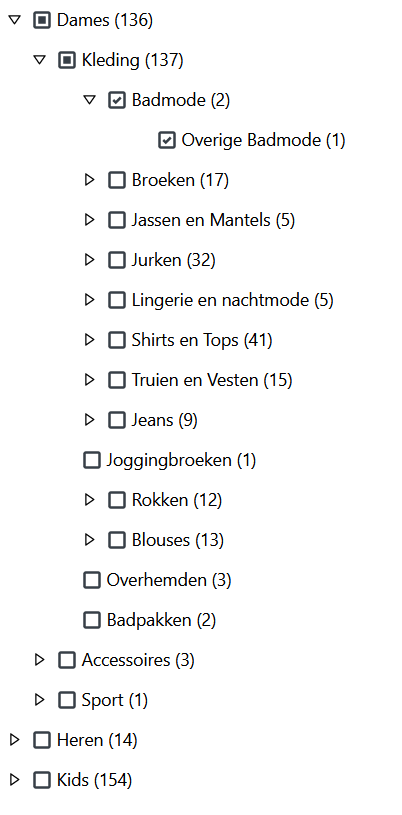 Dames (136)
Kleding (137)
Badmode (2)
Overige Badmode (1)
Broeken (17)
Jassen en Mantels (5)
Jurken (32)
Lingerie en nachtmode (5)
Shirts en Tops (41)
Truien en Vesten (15)
Jeans (9)
Joggingbroeken (1)
Rokken (12)
Blouses (13)
Overhemden (3)
Badpakken (2)
Accessoires (3)
Sport (1)
Heren (14)
Kids (154)